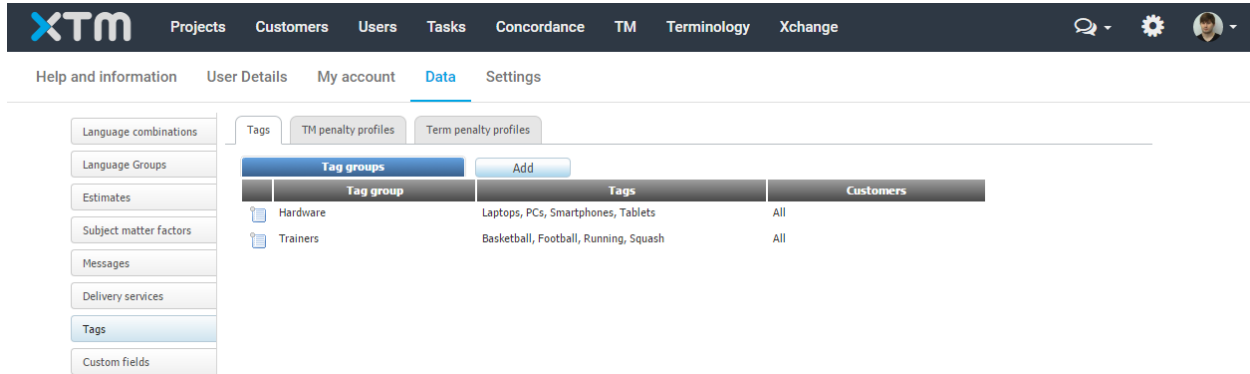 XTM Projects Customers Users Tasks Concordance TM Terminology Xchange
Help and information User Details My account Data Settings
Language combinations
Language Groups
Estimates
Subject matter factors
Messages
Delivery services
Tags
Custom fields
Tags TM penalty profiles Term penalty profiles
Tag groups Add
Tag group Tags Customers
Hardware Laptops, PCs, Smartphones, Tablets All
Trainers Basketball, Football, Running, Squash All